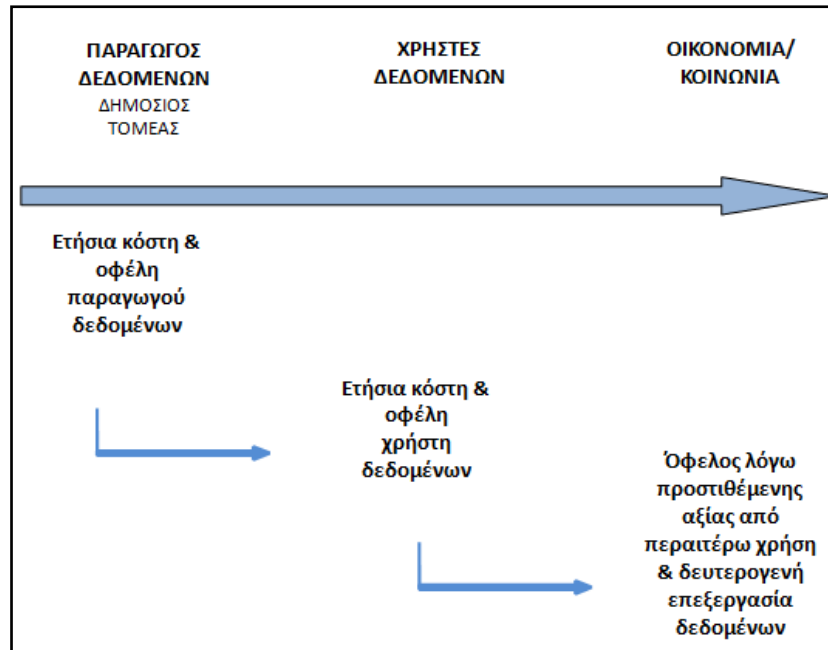 ΠΑΡΑΓΩΓΟΣ
ΔΕΔΟΜΕΝΩΝ
ΔΗΜΟΣΙΟΣ
ΤΟΜΕΑΣ
ΧΡΗΣΤΕΣ
ΔΕΔΟΜΕΝΩΝ
ΟΙΚΟΝΟΜΙΑ/
ΚΟΙΝΩΝΙΑ
Ετήσια κόστη &
οφέλη
παραγωγού
δεδομένων
Ετήσια κόστη &
οφέλη
χρήστη
δεδομένων
Όφελος λόγω
προστιθέμενης
αξίας από
περαιτέρω χρήση
& δευτερογενή
επεξεργασία
δεδομένων